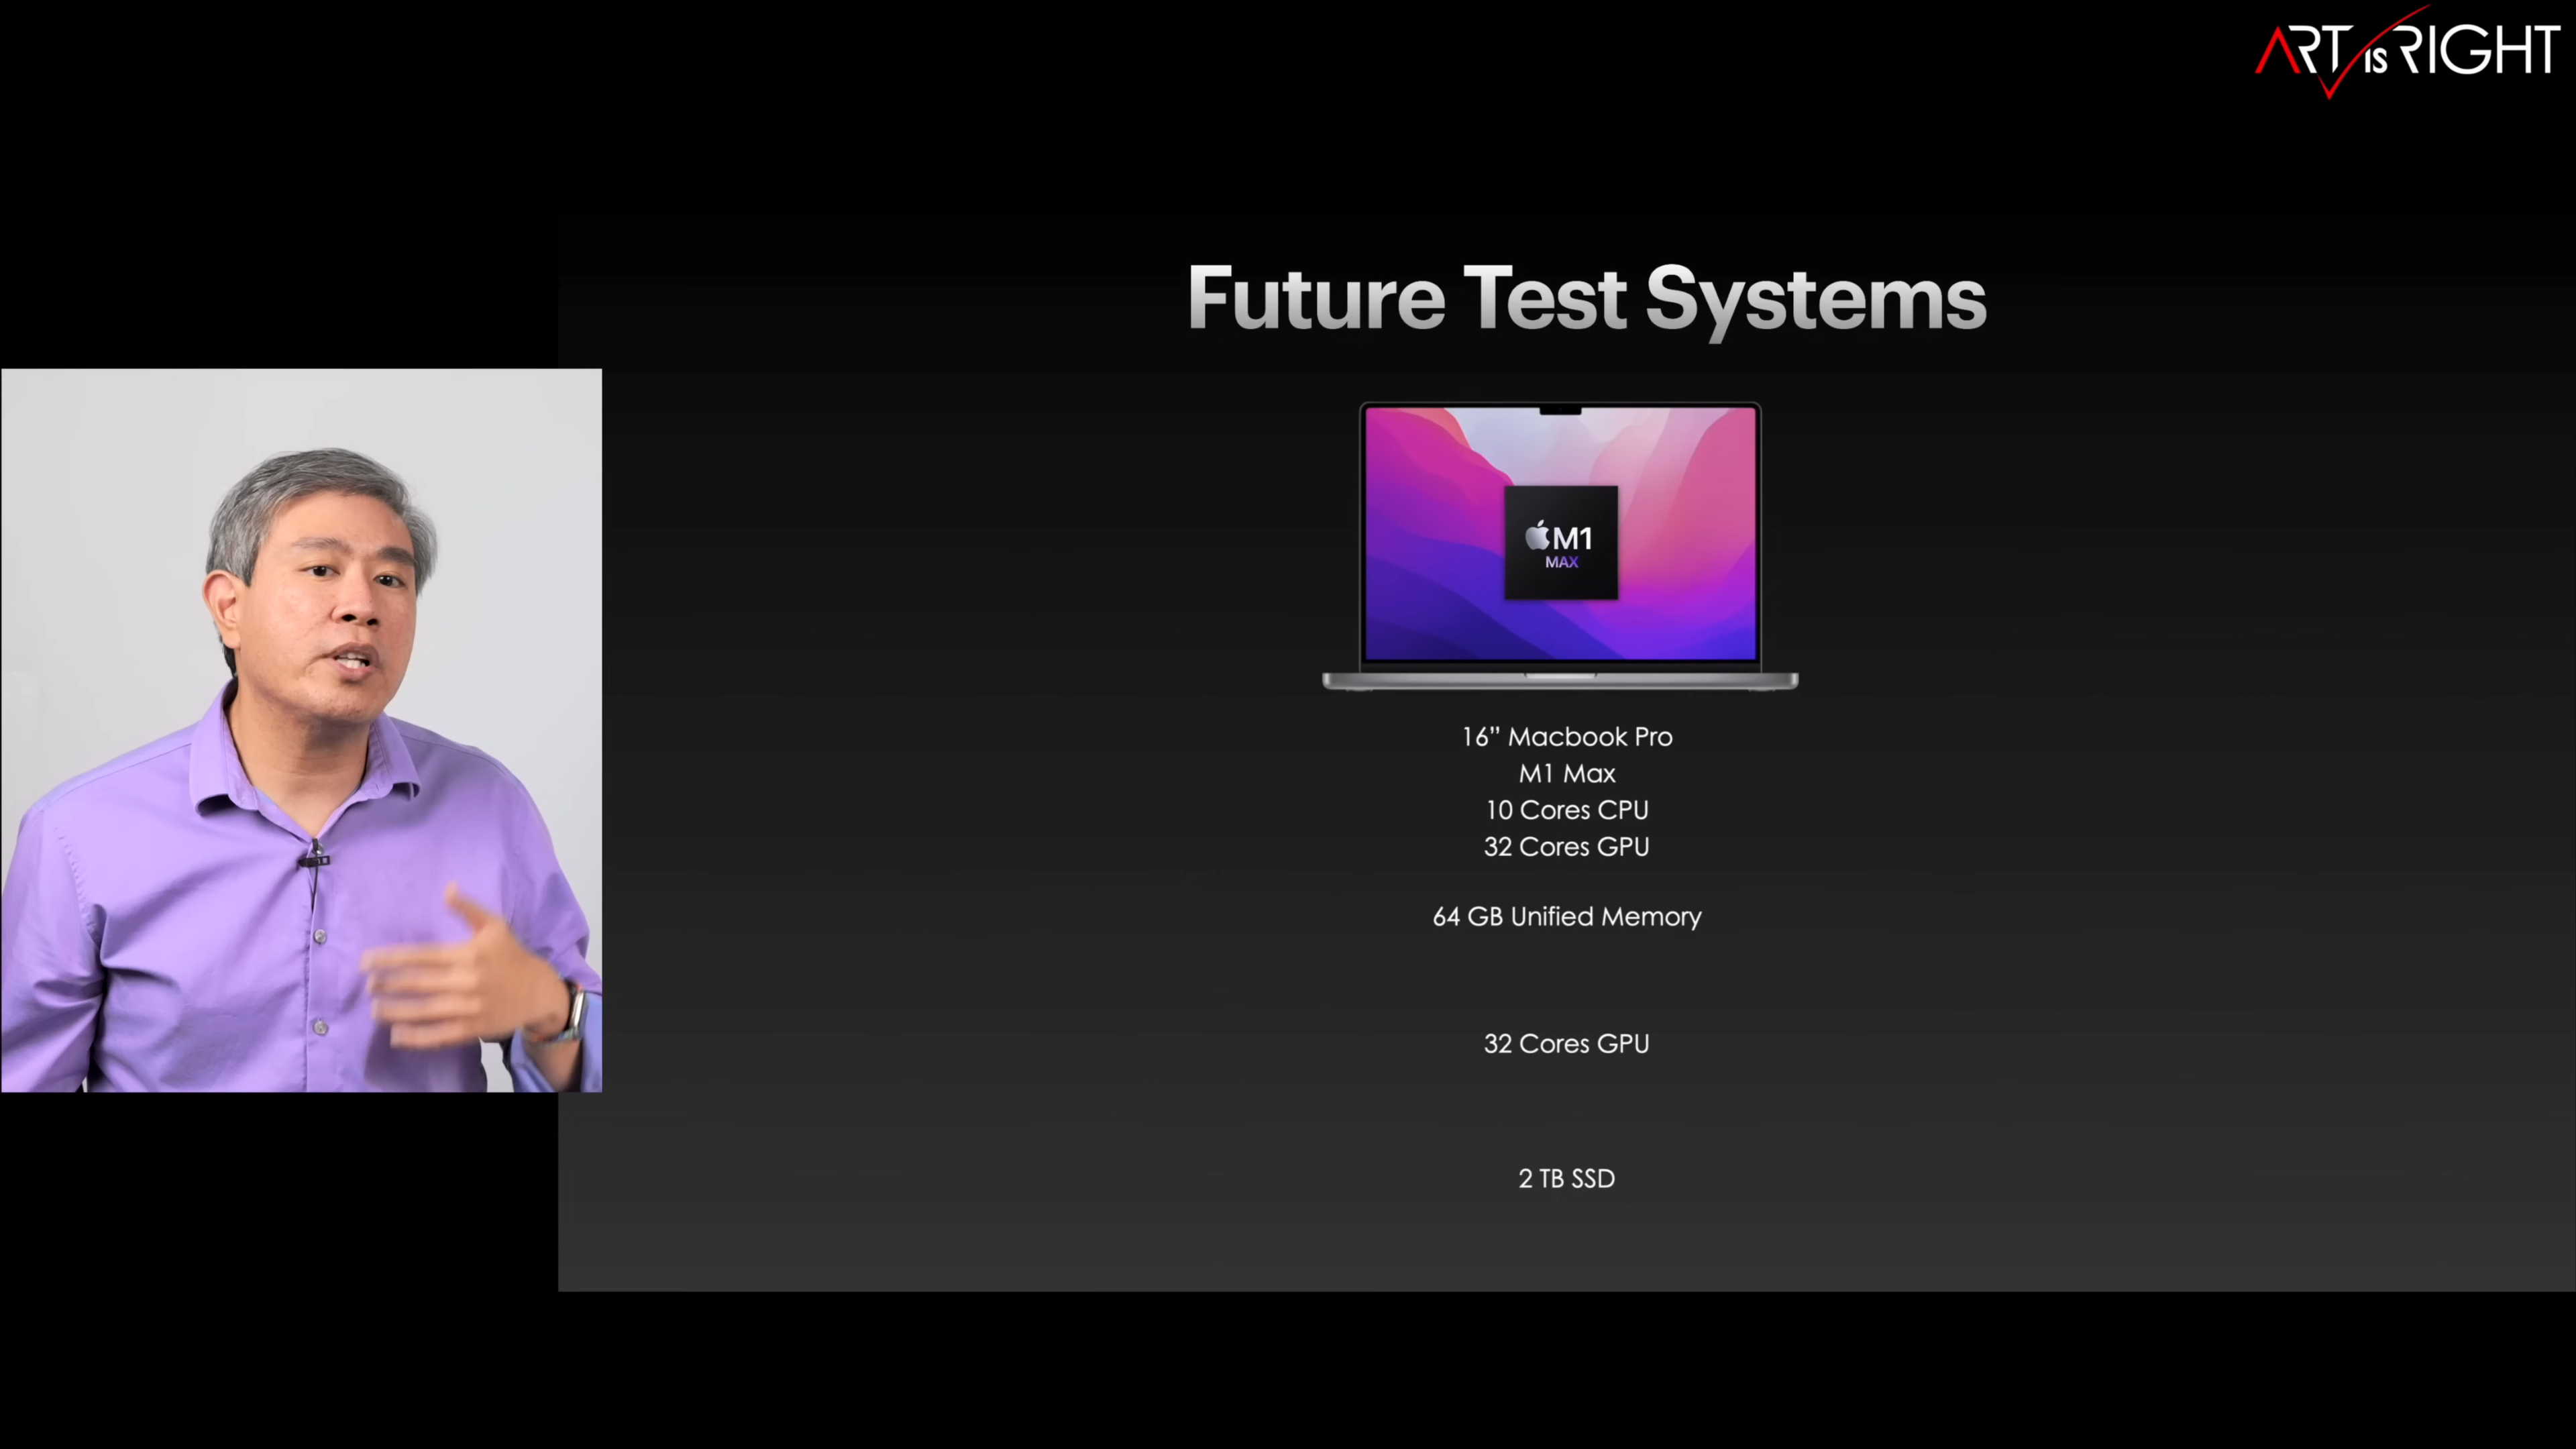 ART IS RIGHT
Future Test Systems
M1
MAX
16” Macbook Pro
M1 Max
10 Cores CPU
32 Cores GPU
64 GB Unified Memory
32 Cores GPU
2 TB SSD